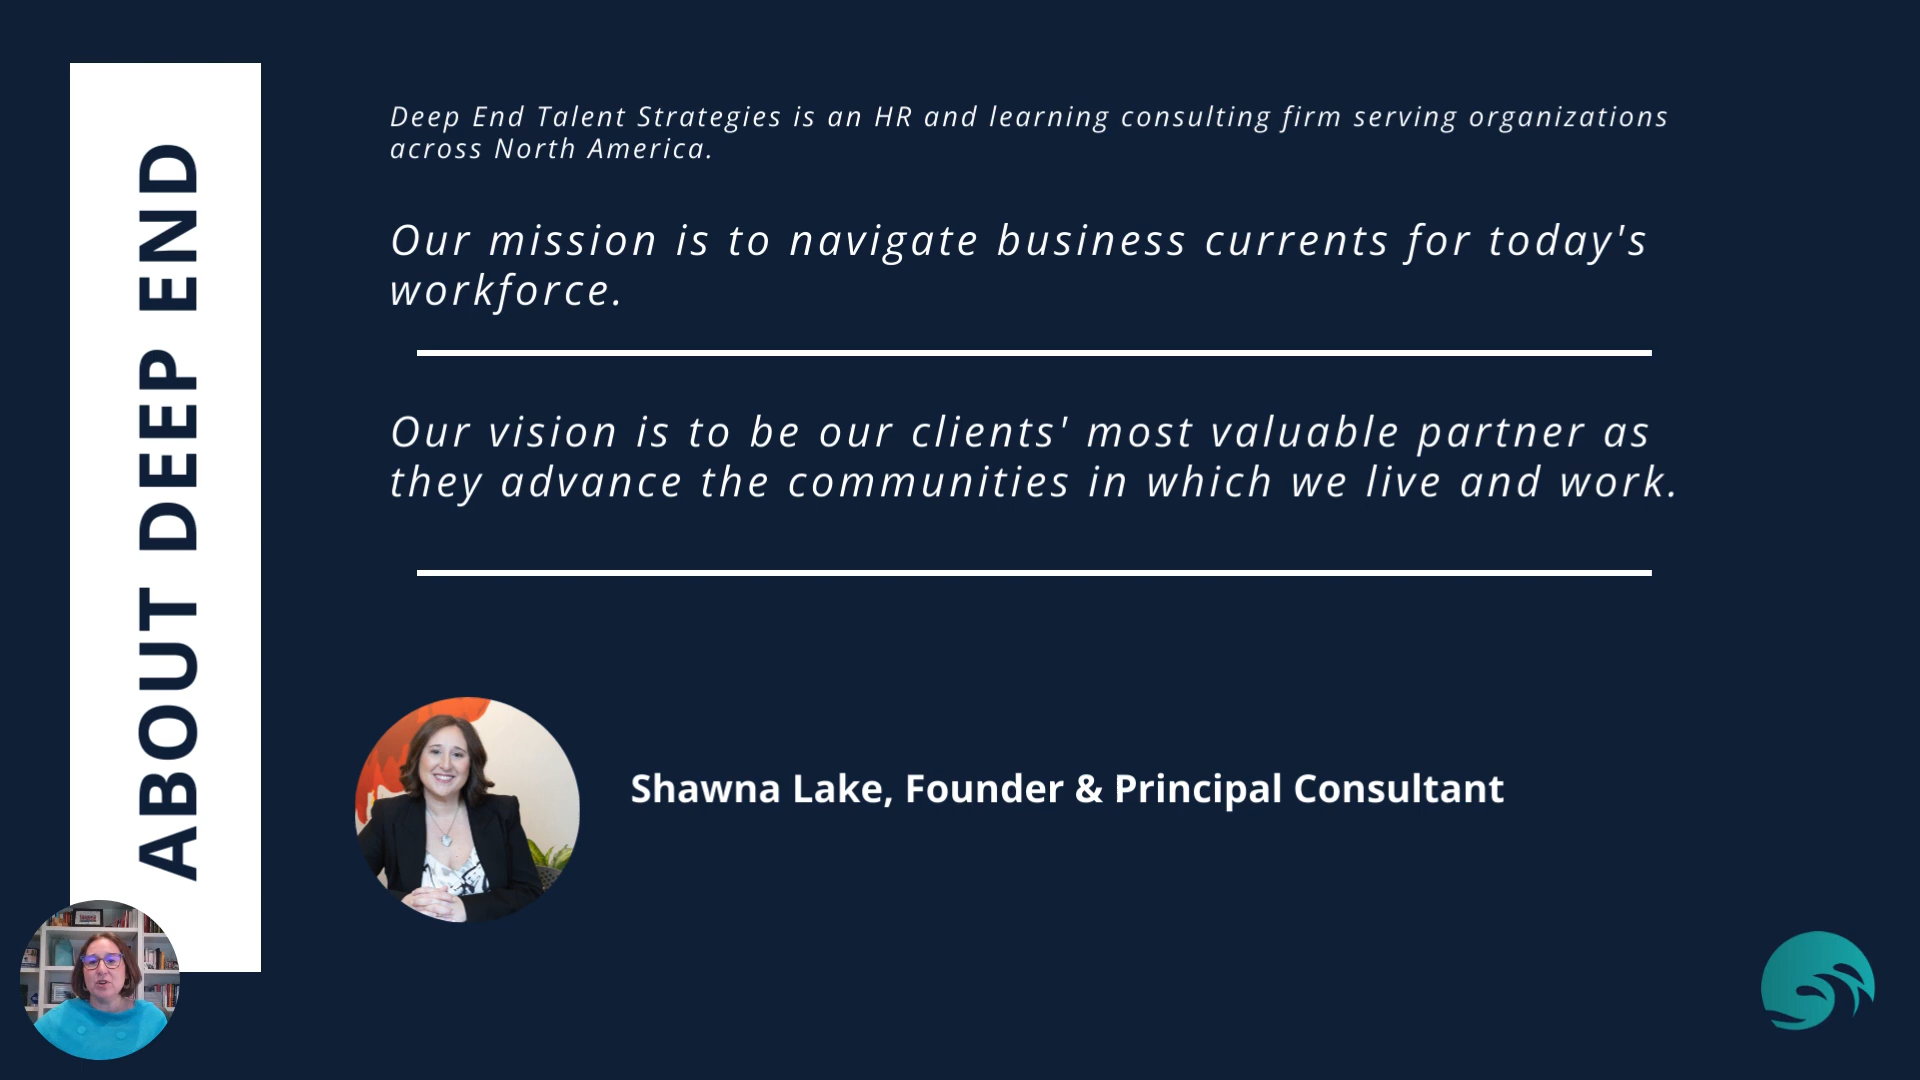 ABOUT DEEP END
Deep End Talent Strategies is an HR and learning consulting firm serving organizations
across North America.
Our mission is to navigate business currents for today's
workforce.
Our vision is to be our clients' most valuable partner as
they advance the communities in which we live and work.
Shawna Lake, Founder & Principal Consultant